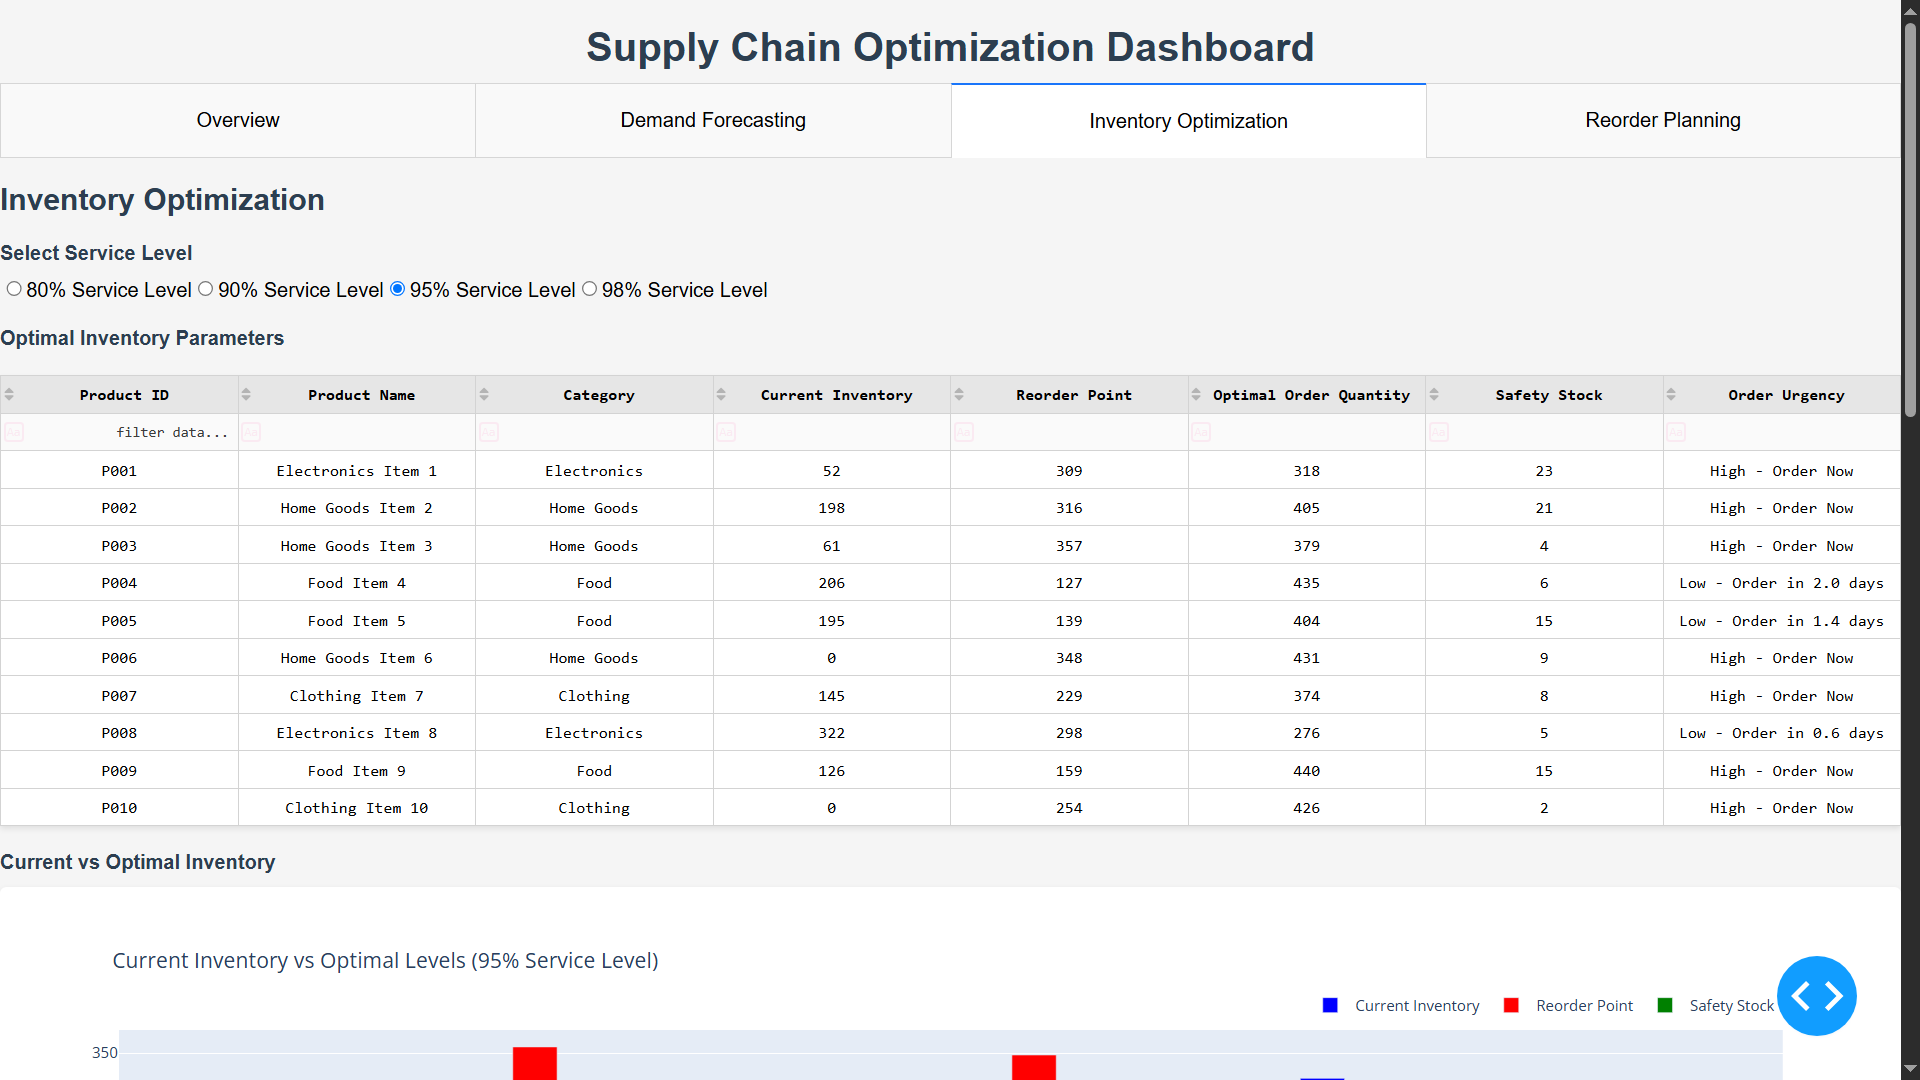 Supply Chain Optimization Dashboard
Overview Demand Forecasting Inventory Optimization Reorder Planning
Inventory Optimization
Select Service Level
80% Service Level 90% Service Level 95% Service Level 98% Service Level
Optimal Inventory Parameters
Product ID Product Name Category Current Inventory Reorder Point Optimal Order Quantity Safety Stock Order Urgency
Aa filter data... Aa Aa Aa Aa Aa Aa Aa
P001 Electronics Item 1 Electronics 52 309 318 23 High - Order Now
P002 Home Goods Item 2 Home Goods 198 316 405 21 High - Order Now
P003 Home Goods Item 3 Home Goods 61 357 379 4 High - Order Now
P004 Food Item 4 Food 206 127 435 6 Low - Order in 2.0 days
P005 Food Item 5 Food 195 139 404 15 Low - Order in 1.4 days
P006 Home Goods Item 6 Home Goods 0 348 431 9 High - Order Now
P007 Clothing Item 7 Clothing 145 229 374 8 High - Order Now
P008 Electronics Item 8 Electronics 322 298 276 5 Low - Order in 0.6 days
P009 Food Item 9 Food 126 159 440 15 High - Order Now
P010 Clothing Item 10 Clothing 0 254 426 2 High - Order Now
Current vs Optimal Inventory
Current Inventory vs Optimal Levels (95% Service Level)
Current Inventory Reorder Point Safety Stock
350